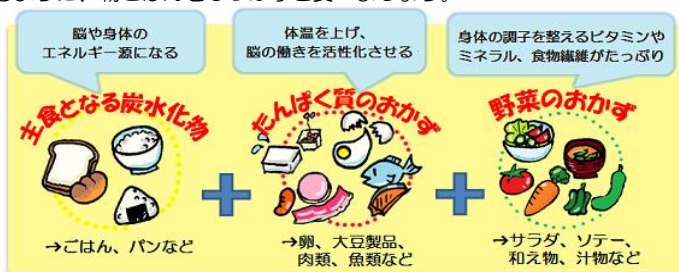 脳や身体の
エネルギー源になる
体温を上げ、
脳の働きを活性化させる
身体の調子を整えるビタミンや
ミネラル、食物繊維がたっぷり
主食となる炭水化物
たんぱく質のおかず
野菜のおかず
→ごはん、パンなど
→卵、大豆製品、
肉類、魚類など
→サラダ、ソテー、
和え物、汁物など